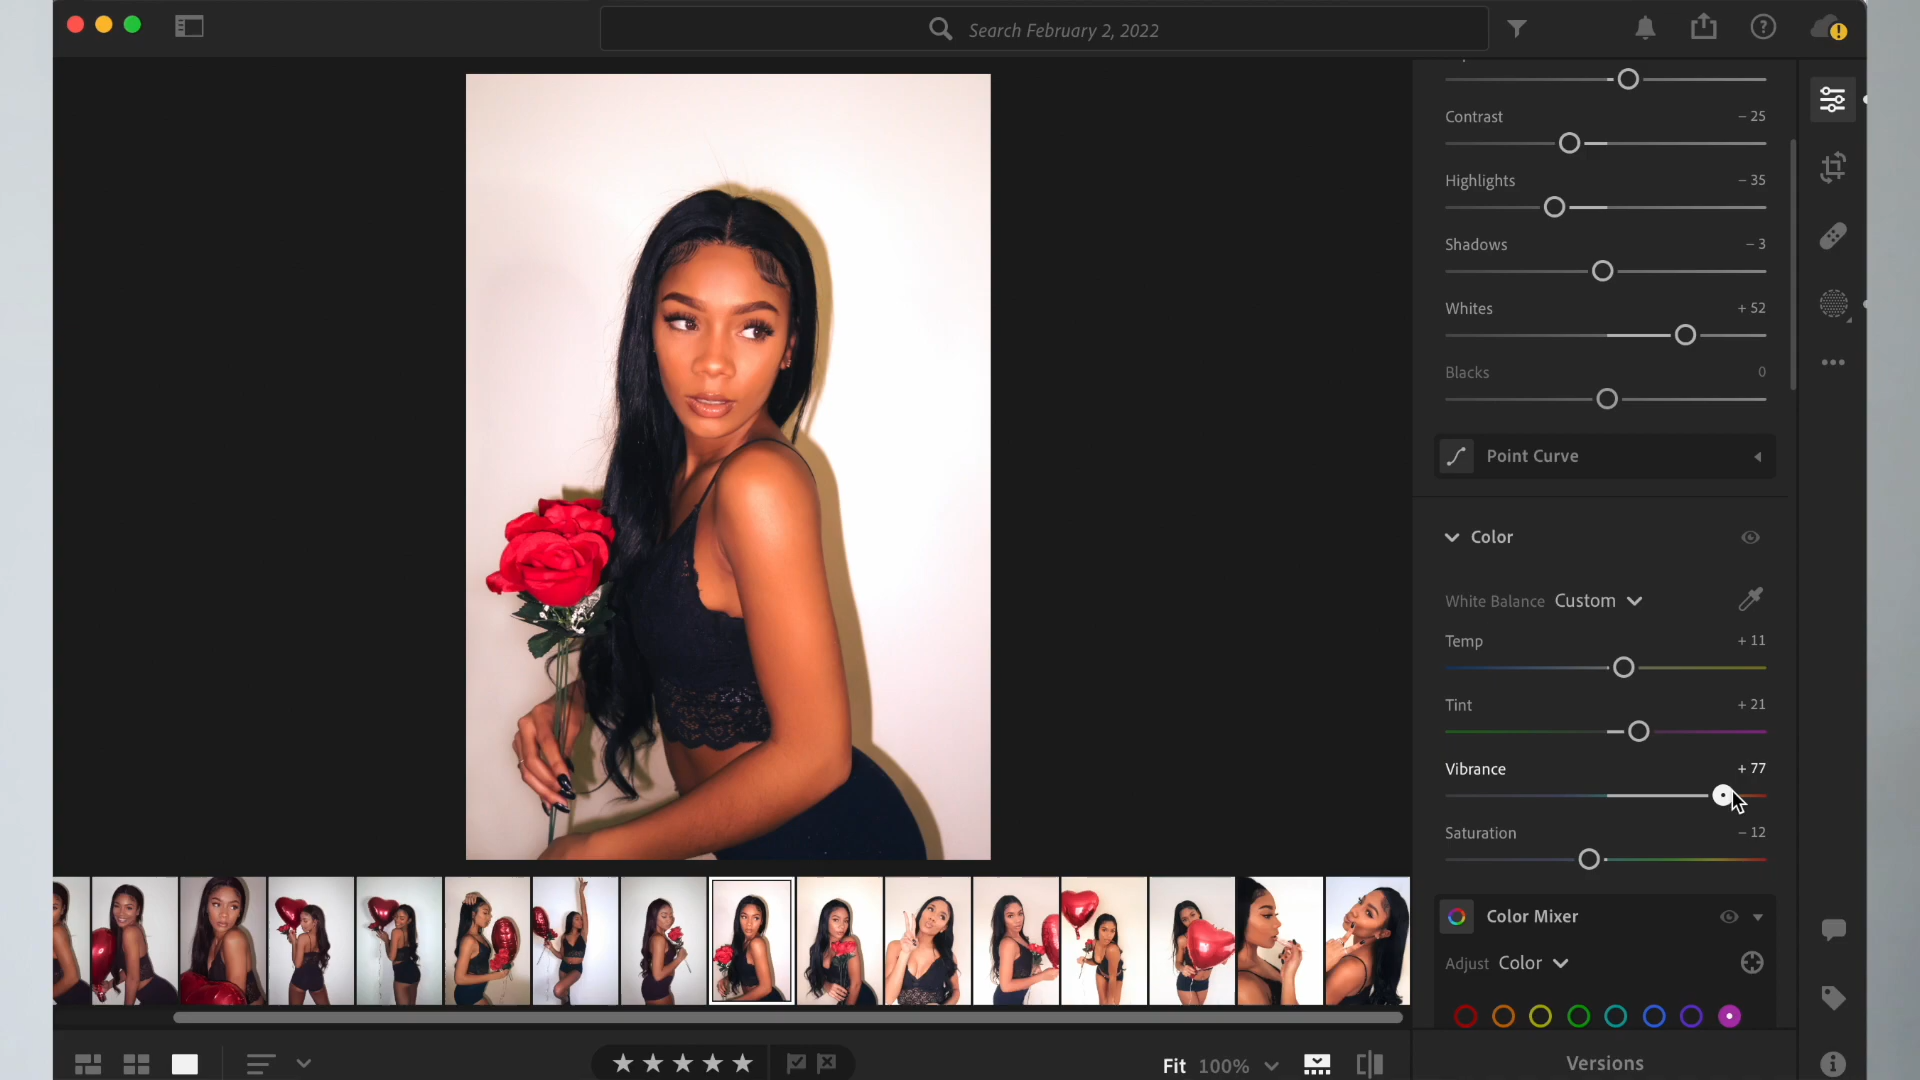 Search February 2, 2022
Contrast − 25
Highlights − 35
Shadows − 3
Whites + 52
Blacks 0
Point Curve
Color
White Balance Custom
Temp + 11
Tint + 21
Vibrance + 77
Saturation − 12
Color Mixer
Adjust Color
Fit 100%
Versions